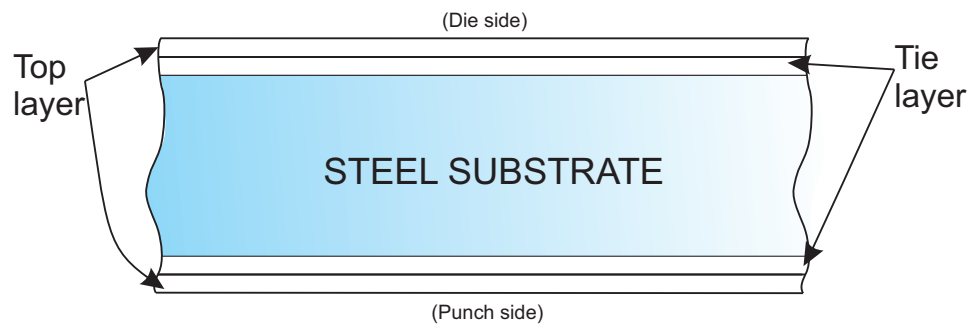 (Die side)
Top
layer
Tie
layer
STEEL SUBSTRATE
(Punch side)